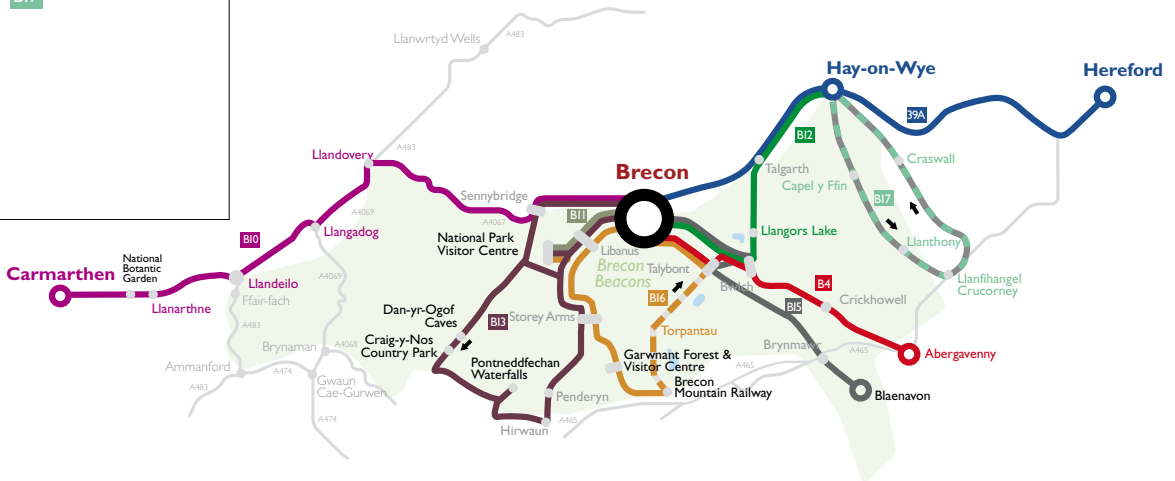 B17
Llanwrtyd Wells
A483
Hay-on-Wye
Hereford
39A
B12
Llandovery
A483
Brecon
Talgarth
Craswall
Capel y Ffin
B17
Sennybridge
A4069
A4067
B11
Llangadog
B10
National Park
Visitor Centre
Libanus
Brecon
Beacons
Talybont
Llangors Lake
Llanthony
Carmarthen
National
Botantic
Garden
Llandeilo
A4069
Bwlch
Llanfihangel
Crucorney
Llanarthne
Ffair-fach
B16
B4
Crickhowell
B15
Dan-yr-Ogof
Caves
B13
Storey Arms
A483
Torpantau
Craig-y-Nos
Country Park
Brynaman
A4068
Brynmawr
A465
Abergavenny
Pontneddfechan
Waterfalls
Garwnant Forest &
Visitor Centre
A465
Ammanford
A474
A483
Gwaun
Cae-Gurwen
Brecon
Mountain Railway
Penderyn
Blaenavon
A474
Hirwaun
A465